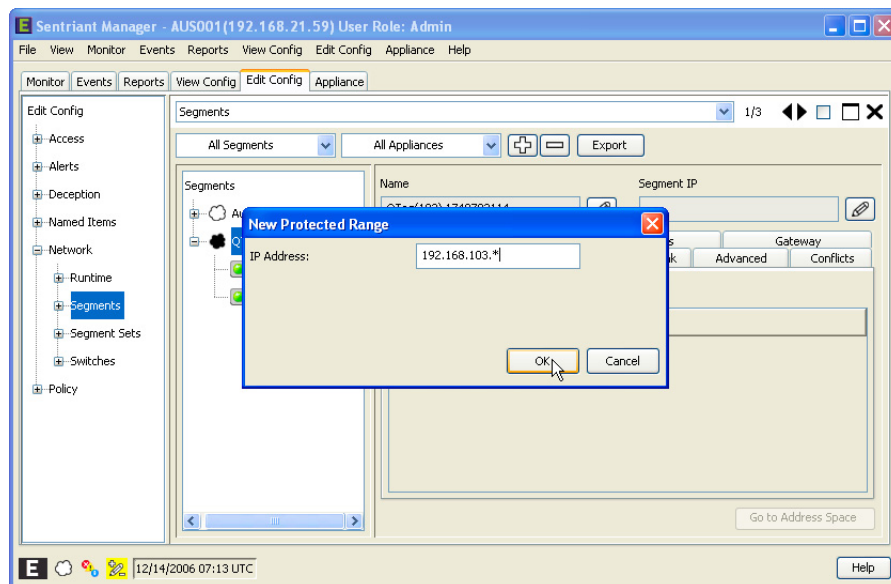 E Sentriant Manager - AUS001(192.168.21.59) User Role: Admin
File View Monitor Events Reports View Config Edit Config Appliance Help
Monitor Events Reports View Config Edit Config Appliance
Edit Config
Access
Alerts
Deception
Named Items
Network
Runtime
Segments
Segment Sets
Switches
Policy
Segments
1/3
All Segments
All Appliances
Export
Segments
Name
Segment IP
Gateway
Advanced
Conflicts
New Protected Range
IP Address:
192.168.103.*
OK
Cancel
Go to Address Space
E
12/14/2006 07:13 UTC
Help